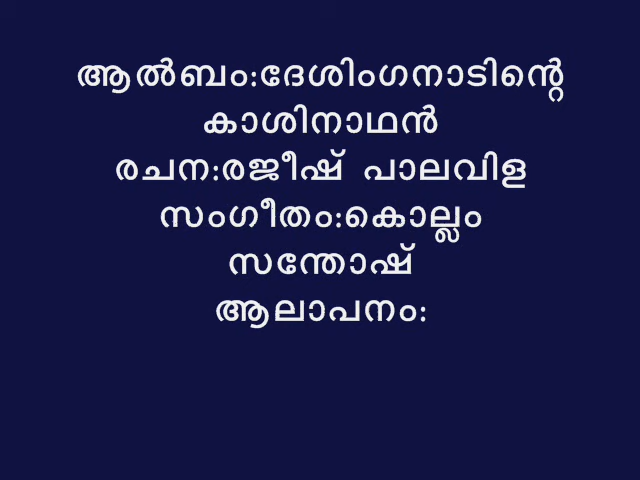 ആൽബം:ദേശിംഗനാടിന്റെ
കാശിനാഥൻ
രചന:രജീഷ് പാലവിള
സംഗീതം:കൊല്ലം
സന്തോഷ്
ആലാപനം: